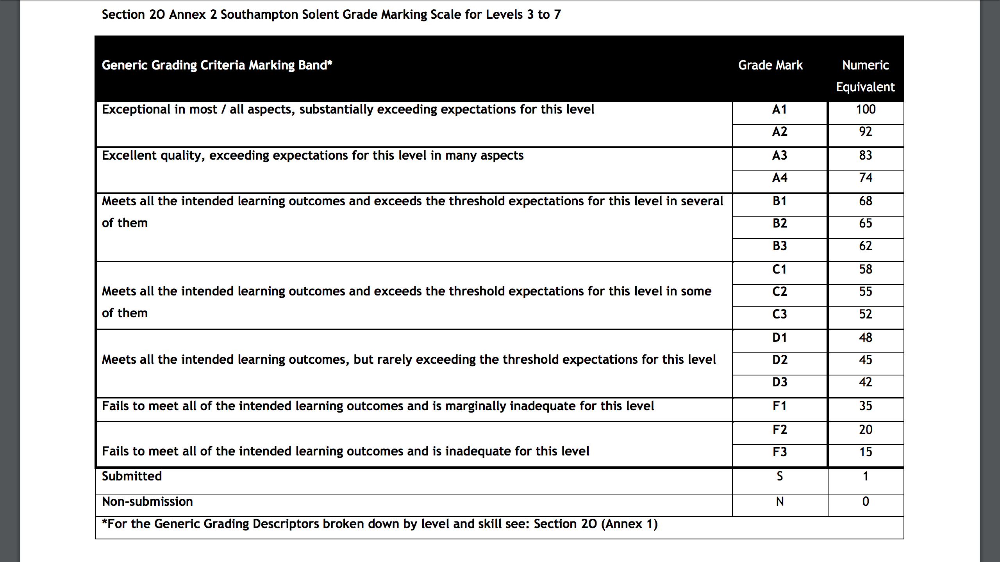 Section 2O Annex 2 Southampton Solent Grade Marking Scale for Levels 3 to 7
Generic Grading Criteria Marking Band* Grade Mark Numeric
Equivalent
Exceptional in most / all aspects, substantially exceeding expectations for this level A1 100
A2 92
Excellent quality, exceeding expectations for this level in many aspects A3 83
A4 74
Meets all the intended learning outcomes and exceeds the threshold expectations for this level in several B1 68
of them B2 65
B3 62
C1 58
Meets all the intended learning outcomes and exceeds the threshold expectations for this level in some C2 55
of them C3 52
D1 48
Meets all the intended learning outcomes, but rarely exceeding the threshold expectations for this level D2 45
D3 42
Fails to meet all of the intended learning outcomes and is marginally inadequate for this level F1 35
F2 20
Fails to meet all of the intended learning outcomes and is inadequate for this level F3 15
Submitted S 1
Non-submission N 0
*For the Generic Grading Descriptors broken down by level and skill see: Section 2O (Annex 1)